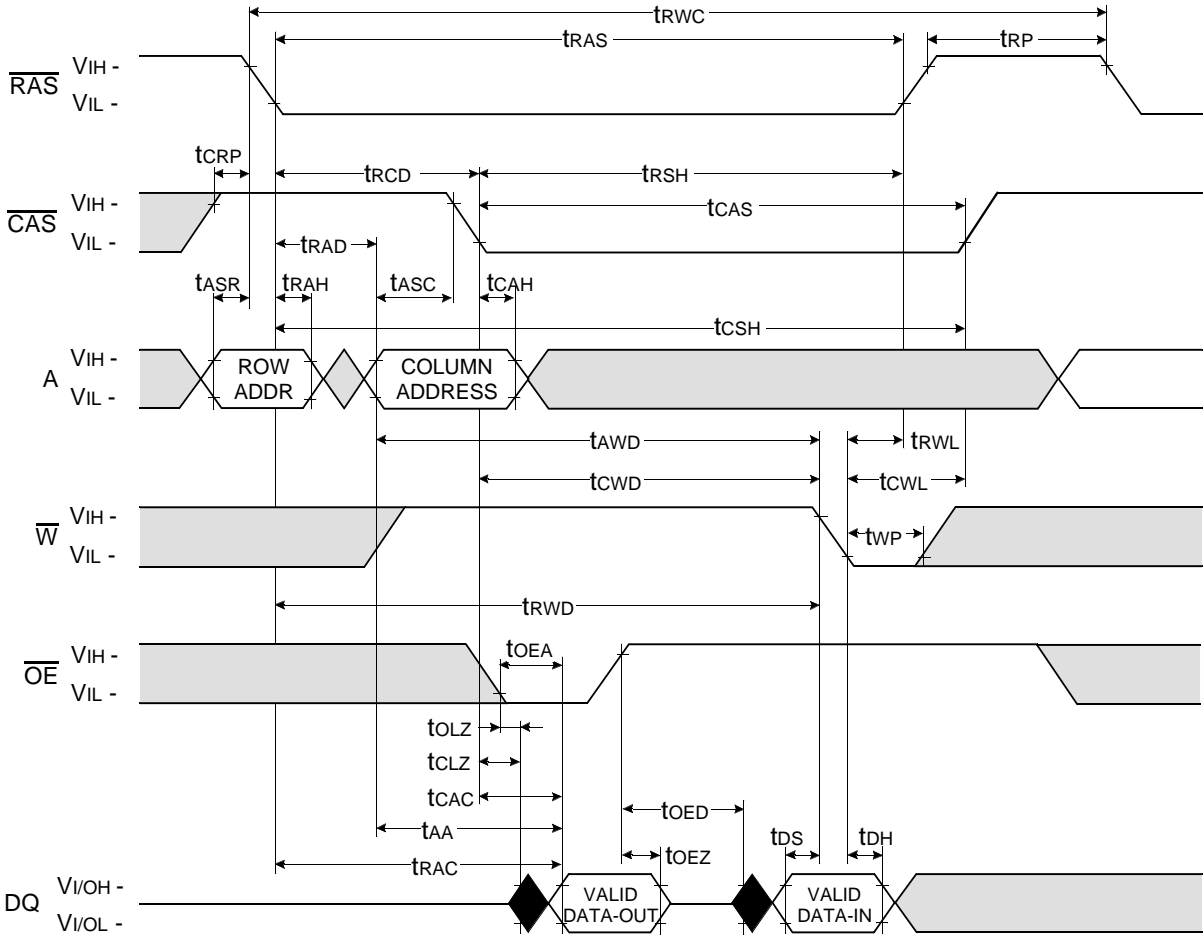 tRWC
tRAS
tRP
RAS
VIH -
VIL -
tCRP
tRCD
tRSH
CAS
VIH -
VIL -
tCAS
tRAD
tASR
tRAH
tASC
tCAH
tCSH
A
VIH -
VIL -
ROW
ADDR
COLUMN
ADDRESS
tAWD
tRWL
tCWD
tCWL
W
VIH -
VIL -
tWP
tRWD
OE
VIH -
VIL -
tOEA
tOLZ
tCLZ
tCAC
tOED
tAA
tDS
tDH
tOEZ
tRAC
DQ
VI/OH -
VI/OL -
VALID
DATA-OUT
VALID
DATA-IN